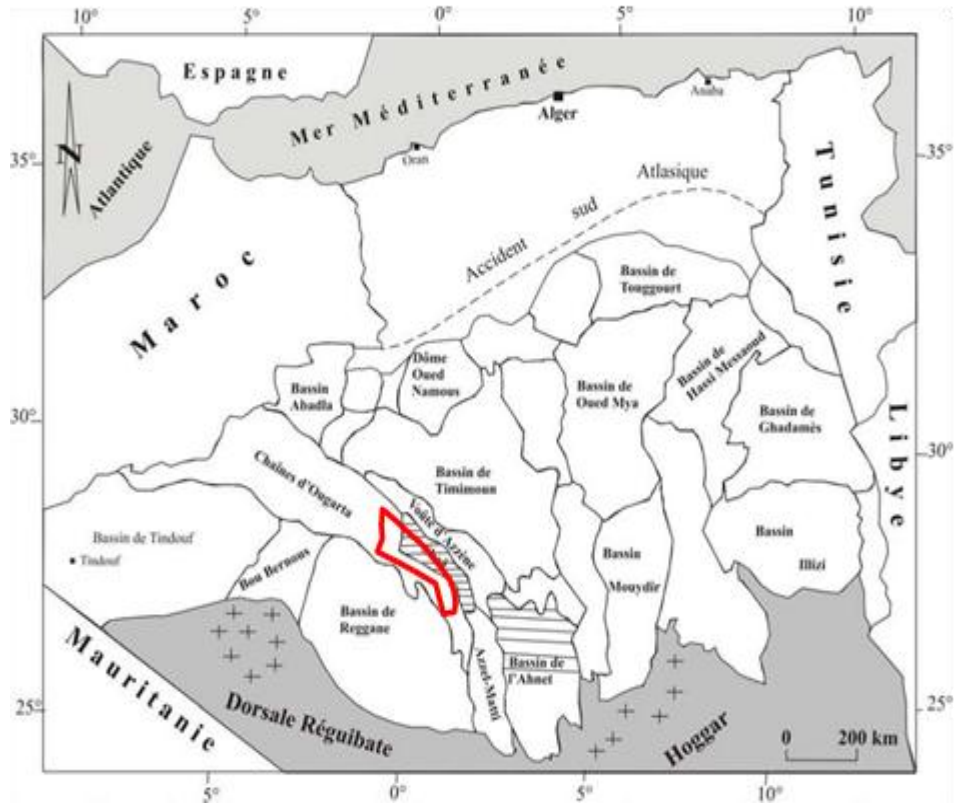 10°
5°
0°
5°
10°
Espagne
Mer Méditerranée
Alger
Annaba
Oran
35°
35°
N
Atlantique
Tunisie
Atlasique
sud
Accident
Maroc
Bassin de
Touggourt
Dôme
Oued
Namous
Bassin
Abadla
Bassin de
Oued Mya
Bassin de
Hassi Messaoud
Bassin de
Ghadamés
30°
30°
Libye
Chaînes d'Ougarta
Bassin de
Timimoun
Voûte d'Azzène
Bassin de Tindouf
Tindouf
Bou Bernous
Bassin
Mouydir
Bassin
Illizi
Bassin de
Reggane
Azzel-Matti
Bassin de
l'Ahnet
Mauritanie
25°
25°
Dorsale Réguibate
Hoggar
0 200 km
5°
0°
5°
10°